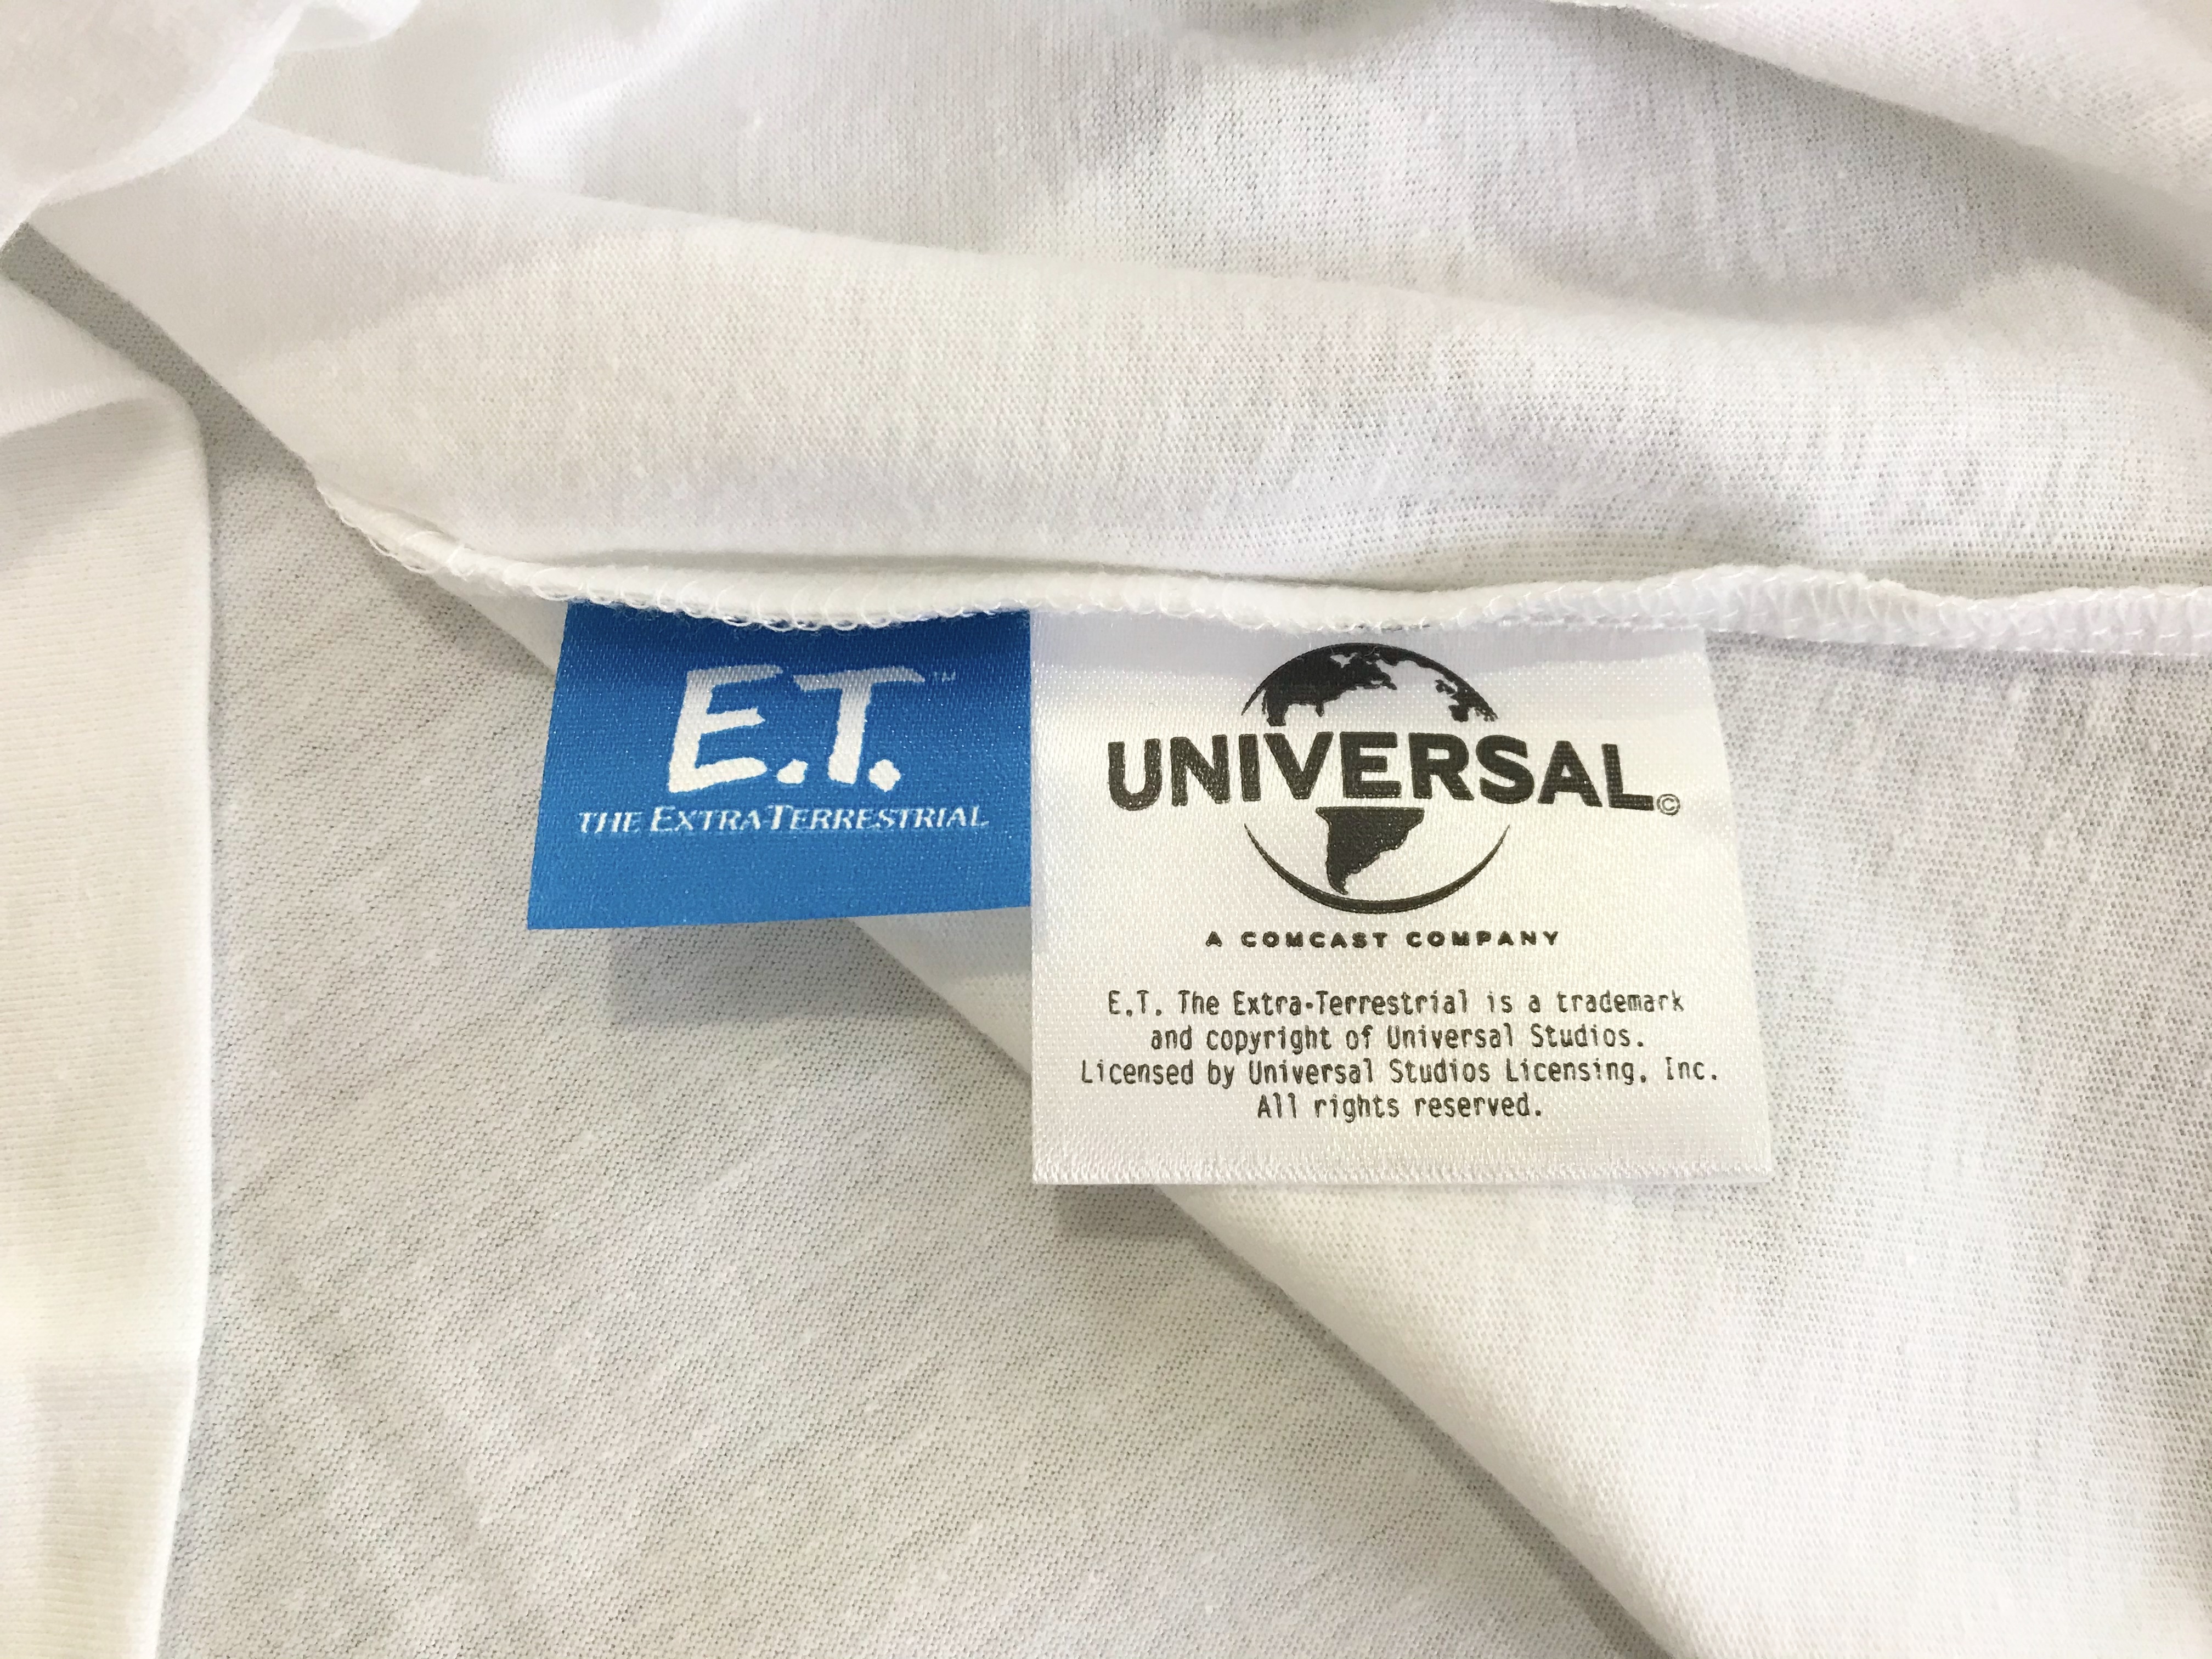 E.T.™
THE EXTRA-TERRESTRIAL
UNIVERSAL©
A COMCAST COMPANY
E.T. The Extra-Terrestrial is a trademark
and copyright of Universal Studios.
Licensed by Universal Studios Licensing, Inc.
All rights reserved.